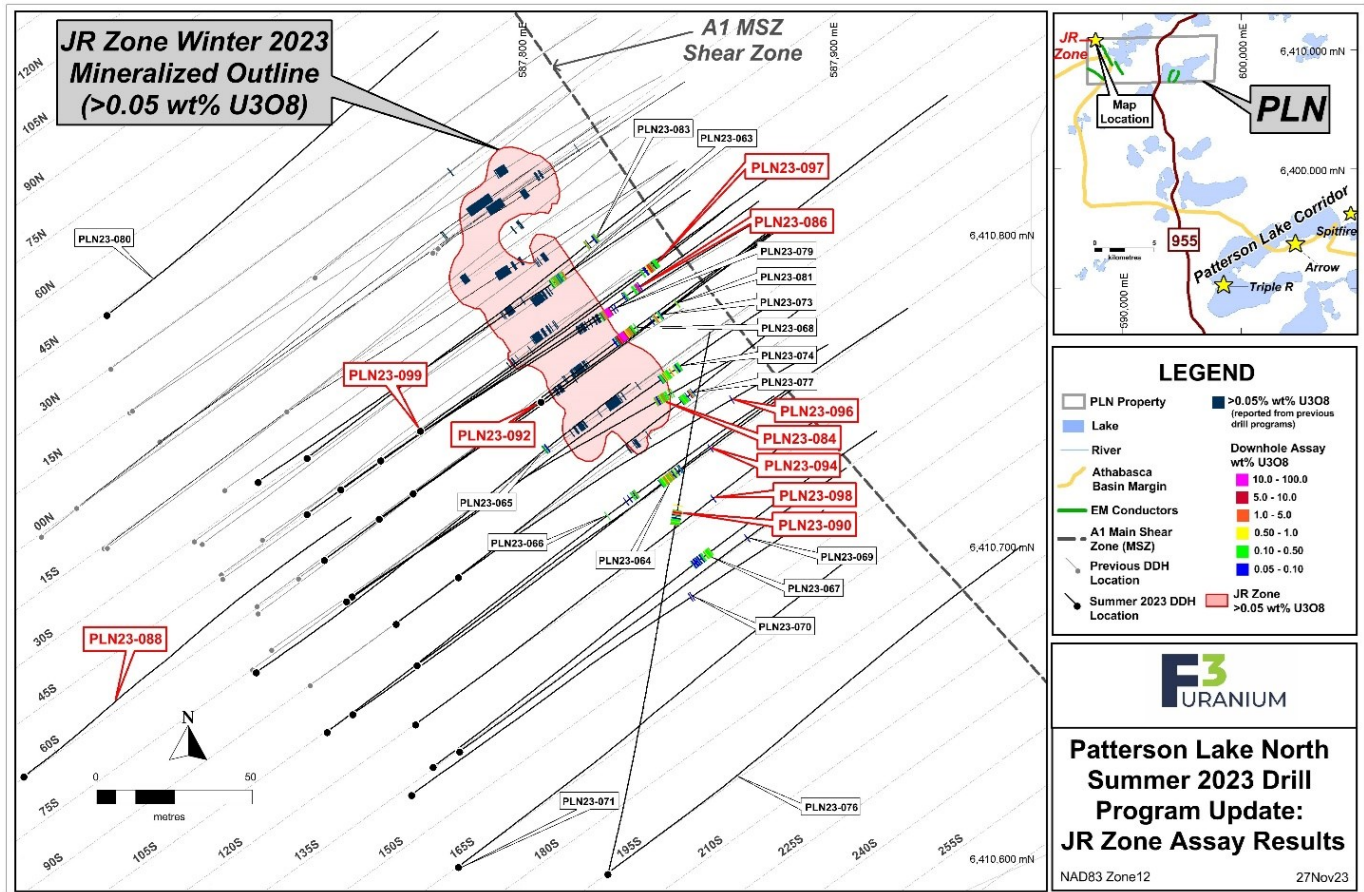 JR Zone Winter 2023
Mineralized Outline
(>0.05 wt% U3O8)
A1 MSZ
Shear Zone
587,800 mE
587,900 mE
120N
105N
90N
75N
60N
45N
30N
15N
00N
15S
30S
45S
60S
75S
90S
105S
120S
135S
150S
165S
180S
195S
210S
225S
240S
255S
PLN23-083
PLN23-063
PLN23-097
PLN23-086
PLN23-080
6,410,800 mN
PLN23-079
PLN23-081
PLN23-073
PLN23-068
PLN23-074
PLN23-099
PLN23-077
PLN23-096
PLN23-092
PLN23-084
PLN23-094
PLN23-065
PLN23-098
PLN23-090
PLN23-066
PLN23-064
PLN23-069
6,410,700 mN
PLN23-067
PLN23-070
PLN23-088
N
0
50
metres
PLN23-071
PLN23-076
6,410,600 mN
JR
Zone
Map
Location
PLN
600,000 mE
6,410,000 mN
6,400,000 mN
590,000 mE
955
0
5
kilometres
Patterson Lake Corridor
Spitfire
Arrow
Triple R
LEGEND
PLN Property
Lake
River
Athabasca
Basin Margin
EM Conductors
A1 Main Shear
Zone (MSZ)
Previous DDH
Location
Summer 2023 DDH
Location
>0.05% wt% U3O8
(reported from previous
drill programs)
Downhole Assay
wt% U3O8
10.0 - 100.0
5.0 - 10.0
1.0 - 5.0
0.50 - 1.0
0.10 - 0.50
0.05 - 0.10
JR Zone
>0.05 wt% U3O8
F3
URANIUM
Patterson Lake North
Summer 2023 Drill
Program Update:
JR Zone Assay Results
NAD83 Zone12
27Nov23